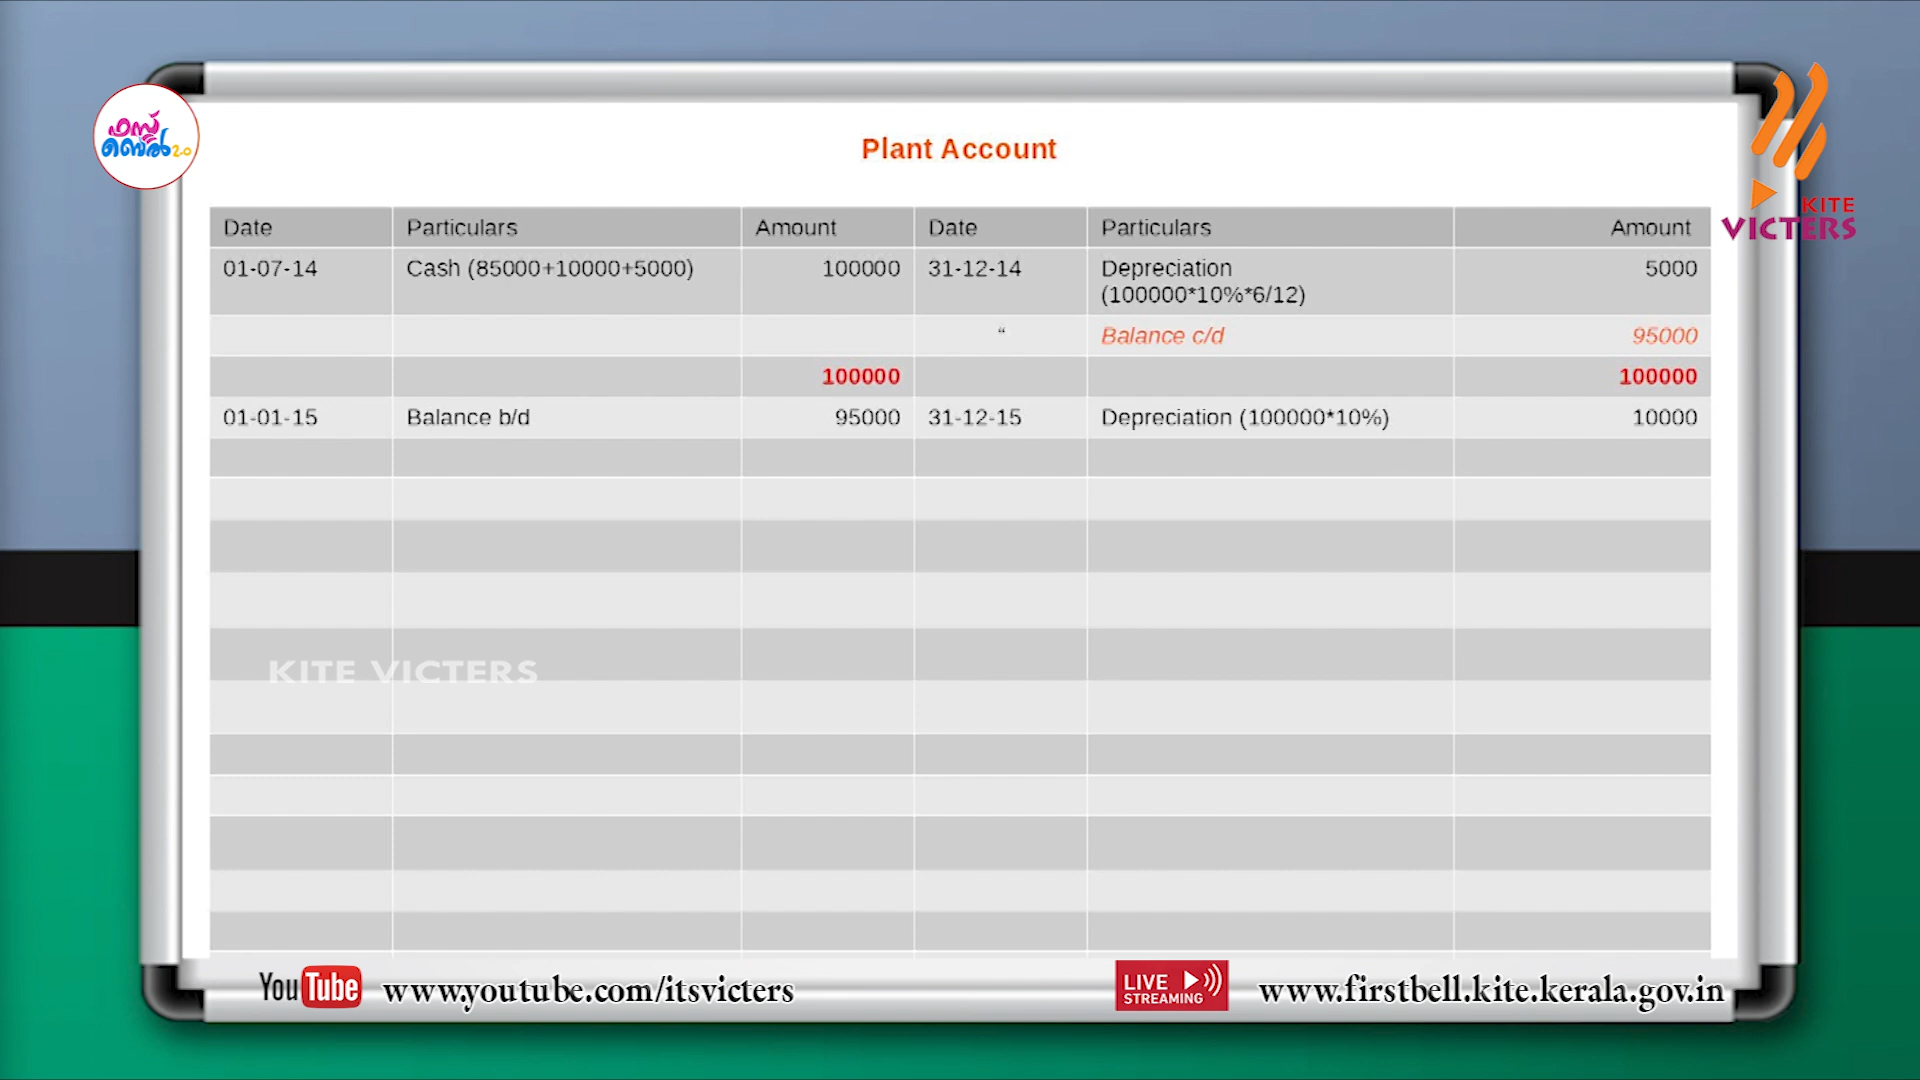 ഫസ്റ്റ്
ബെൽ 2.0
KITE
VICTERS
Plant Account
Date Particulars Amount Date Particulars Amount
01-07-14 Cash (85000+10000+5000) 100000 31-12-14 Depreciation (100000*10%*6/12) 5000
“ Balance c/d 95000
100000 100000
01-01-15 Balance b/d 95000 31-12-15 Depreciation (100000*10%) 10000
KITE VICTERS
YouTube www.youtube.com/itsvicters
LIVE STREAMING www.firstbell.kite.kerala.gov.in